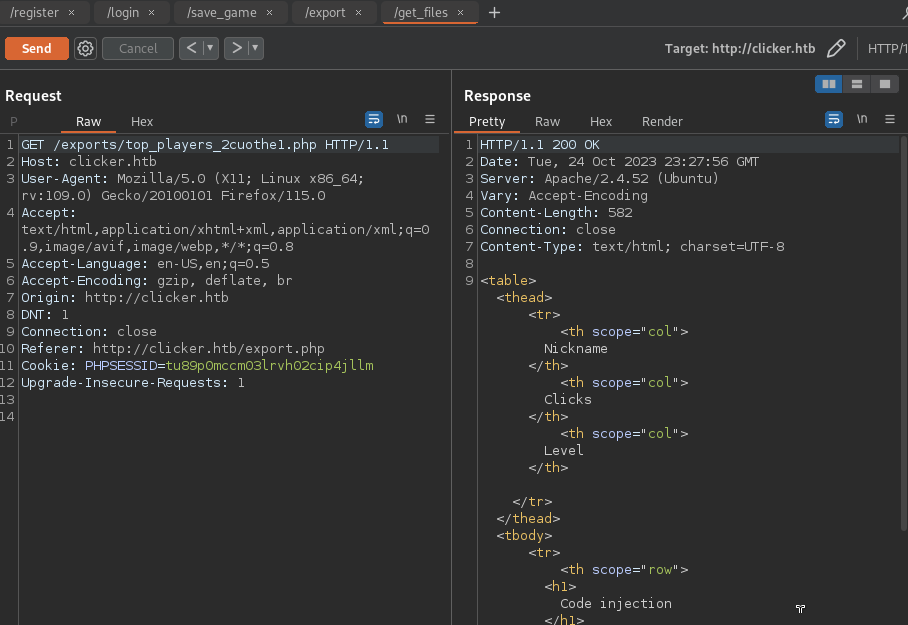 /register × /login × /save_game × /export × /get_files × +
Send Cancel < ▼ > ▼ Target: http://clicker.htb HTTP/1
Request
P Raw Hex \n ≡
1 GET /exports/top_players_2cuothe1.php HTTP/1.1
2 Host: clicker.htb
3 User-Agent: Mozilla/5.0 (X11; Linux x86_64;
rv:109.0) Gecko/20100101 Firefox/115.0
4 Accept:
text/html,application/xhtml+xml,application/xml;q=0
.9,image/avif,image/webp,*/*;q=0.8
5 Accept-Language: en-US,en;q=0.5
6 Accept-Encoding: gzip, deflate, br
7 Origin: http://clicker.htb
8 DNT: 1
9 Connection: close
10 Referer: http://clicker.htb/export.php
11 Cookie: PHPSESSID=tu89p0mccm03lrvh02cip4jllm
12 Upgrade-Insecure-Requests: 1
13
14
Response
Pretty Raw Hex Render \n ≡
1 HTTP/1.1 200 OK
2 Date: Tue, 24 Oct 2023 23:27:56 GMT
3 Server: Apache/2.4.52 (Ubuntu)
4 Vary: Accept-Encoding
5 Content-Length: 582
6 Connection: close
7 Content-Type: text/html; charset=UTF-8
8
9 <table>
<thead>
<tr>
<th scope="col">
Nickname
</th>
<th scope="col">
Clicks
</th>
<th scope="col">
Level
</th>
</tr>
</thead>
<tbody>
<tr>
<th scope="row">
<h1>
Code injection
</h1>